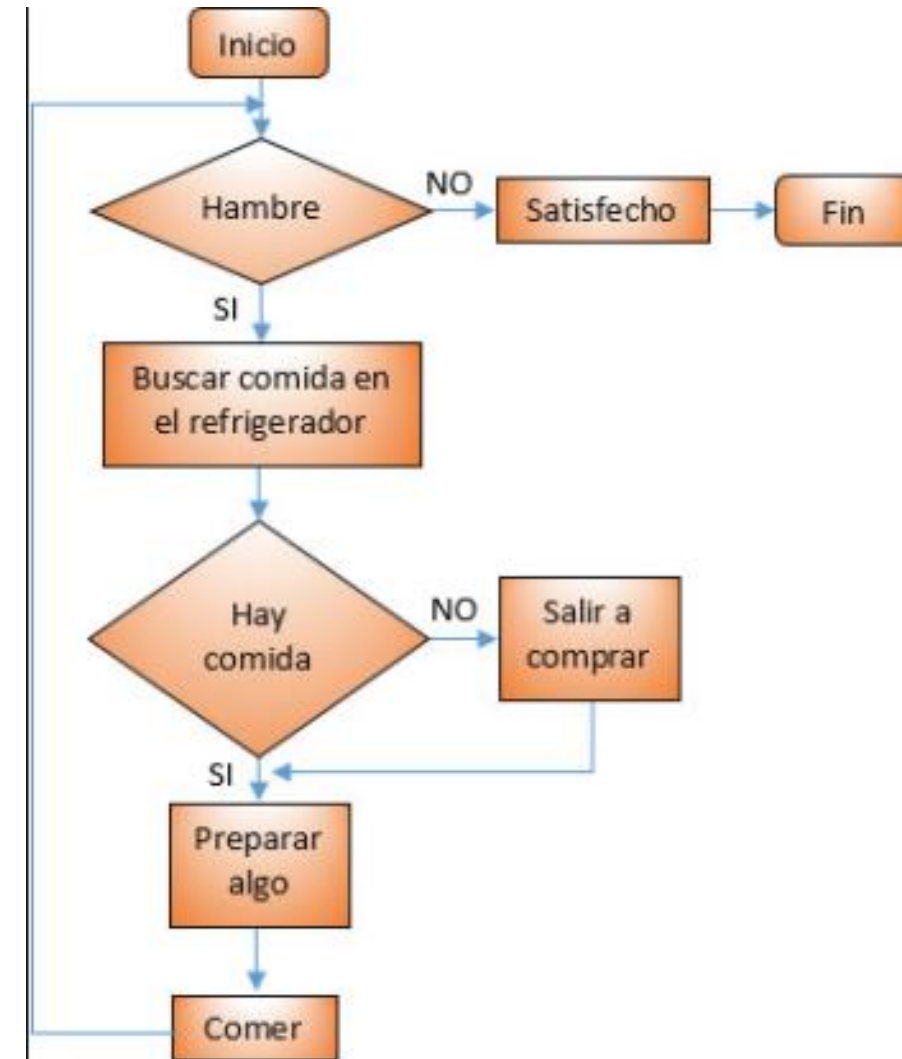 Inicio
Hambre
NO
Satisfecho
Fin
SI
Buscar comida en
el refrigerador
Hay
comida
NO
Salir a
comprar
SI
Preparar
algo
Comer